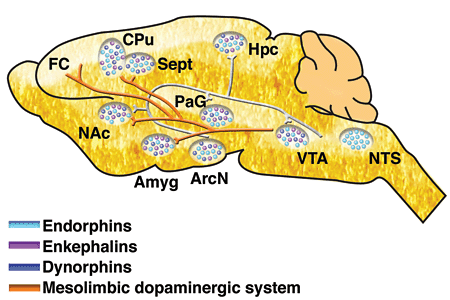 CPu
Hpc
FC
Sept
PaG
NAc
Amyg
ArcN
VTA
NTS
Endorphins
Enkephalins
Dynorphins
Mesolimbic dopaminergic system